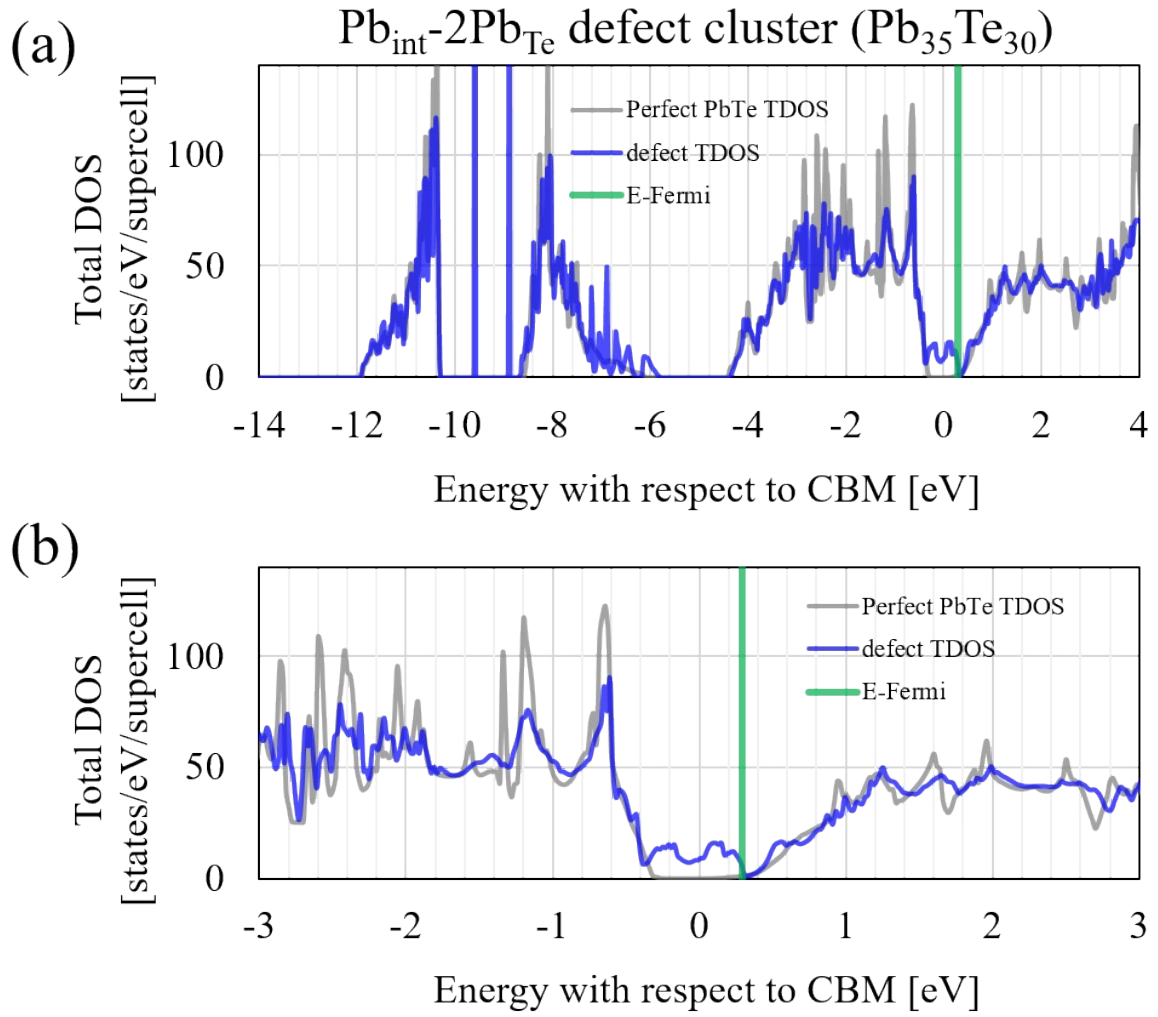 (a)
Pb_int-2Pb_Te defect cluster (Pb_35Te_30)
Total DOS
[states/eV/supercell]
100
50
0
Perfect PbTe TDOS
defect TDOS
E-Fermi
-14 -12 -10 -8 -6 -4 -2 0 2 4
Energy with respect to CBM [eV]
(b)
Total DOS
[states/eV/supercell]
100
50
0
Perfect PbTe TDOS
defect TDOS
E-Fermi
-3 -2 -1 0 1 2 3
Energy with respect to CBM [eV]